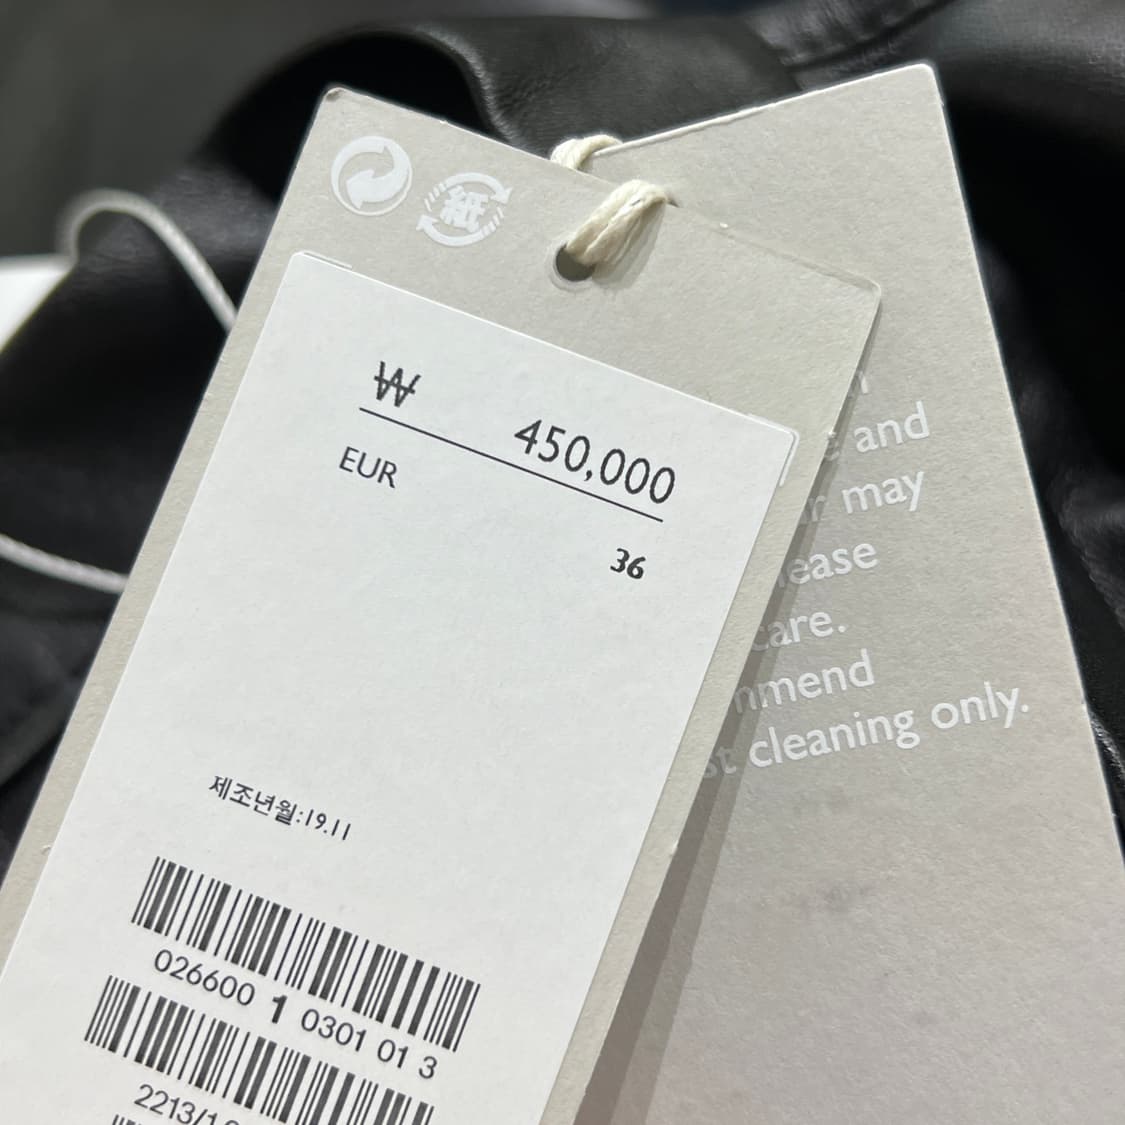 紙
₩ 450,000
EUR 36
제조년월:19.11
026600 1 0301 01 3
and
may
care.
cleaning only.